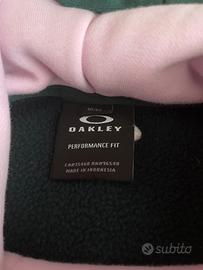 OAKLEY
PERFORMANCE FIT
MADE IN INDONESIA
subito